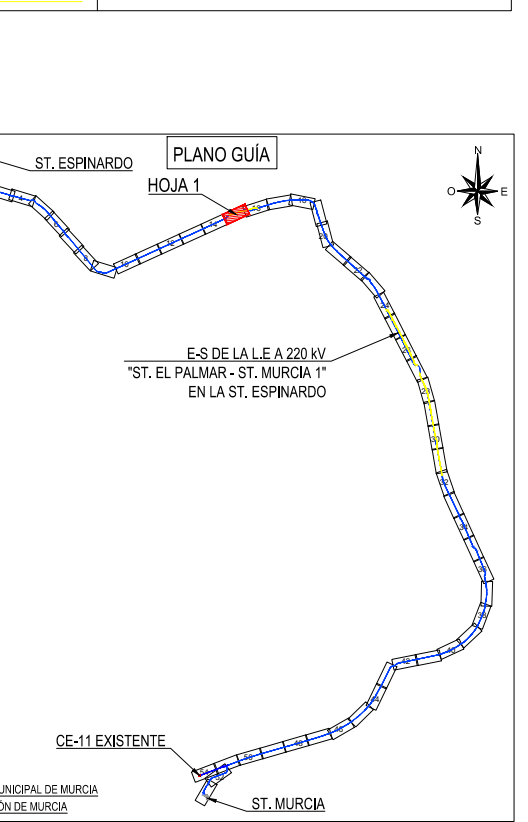 PLANO GUÍA
ST. ESPINARDO
HOJA 1
N
O
E
S
E-S DE LA L.E A 220 kV
"ST. EL PALMAR - ST. MURCIA 1"
EN LA ST. ESPINARDO
CE-11 EXISTENTE
UNICIPAL DE MURCIA
ÓN DE MURCIA
ST. MURCIA